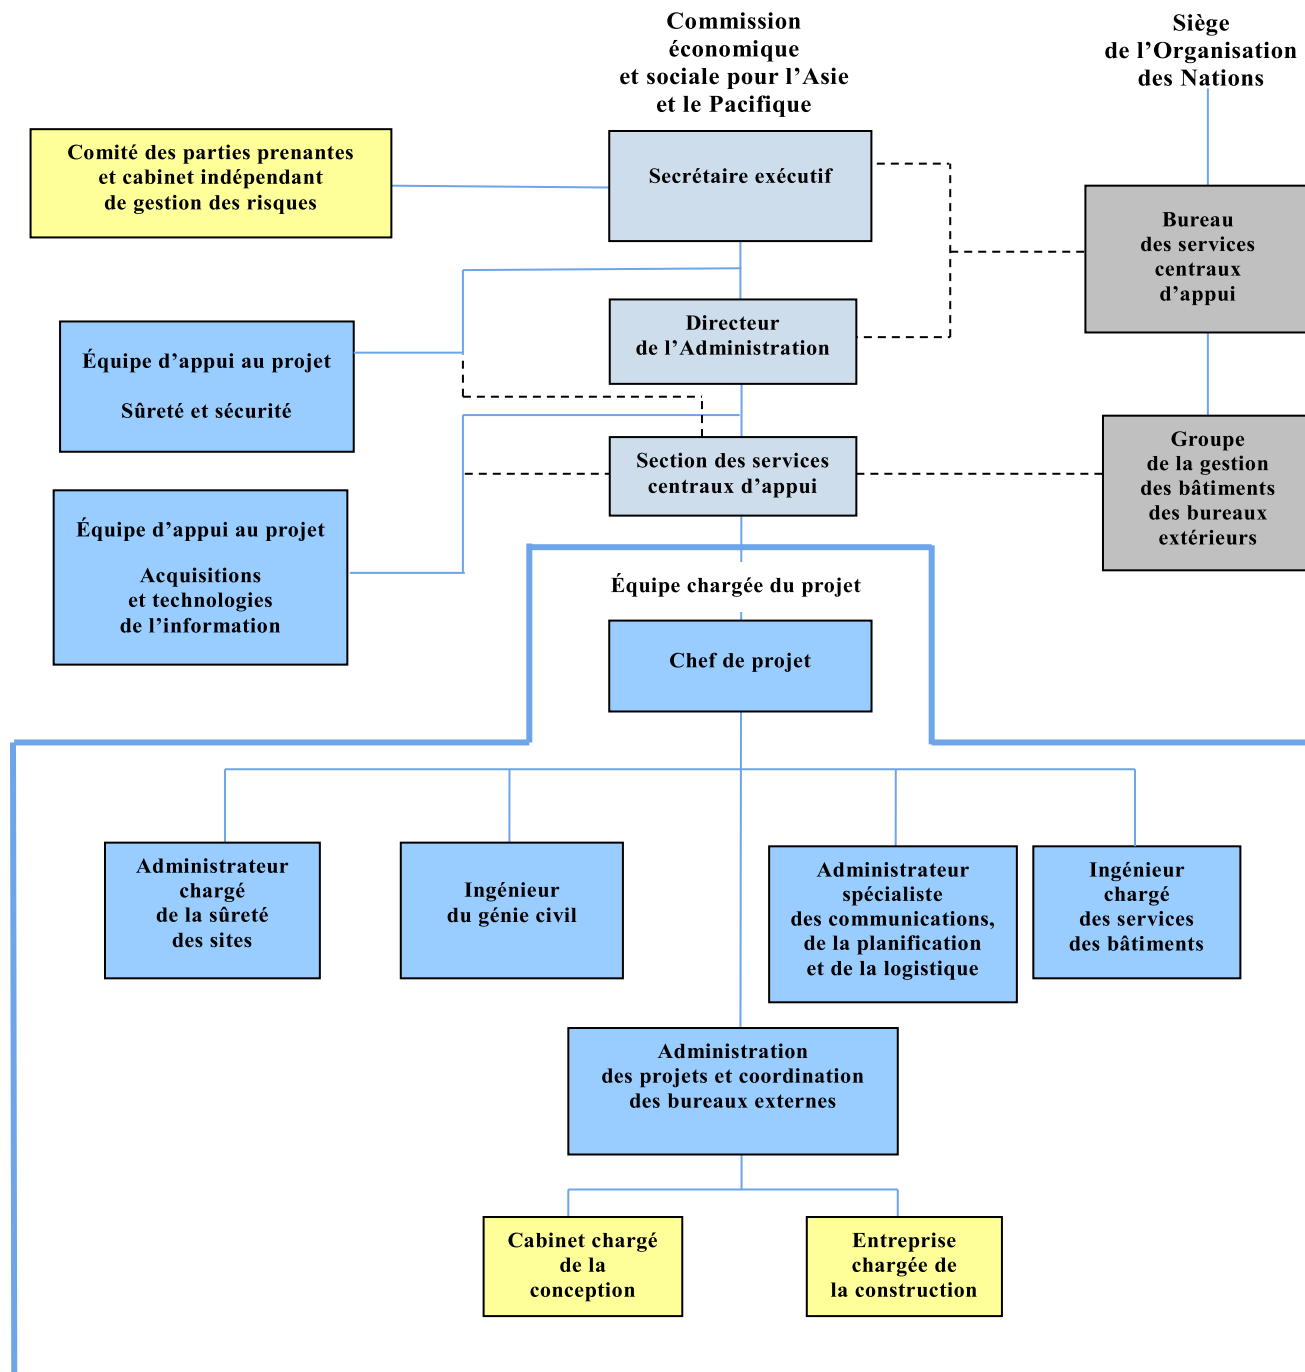 Commission
économique
et sociale pour l’Asie
et le Pacifique
Siège
de l’Organisation
des Nations
Comité des parties prenantes
et cabinet indépendant
de gestion des risques
Secrétaire exécutif
Bureau
des services
centraux
d’appui
Directeur
de l’Administration
Équipe d’appui au projet
Sûreté et sécurité
Section des services
centraux d’appui
Groupe
de la gestion
des bâtiments
des bureaux
extérieurs
Équipe d’appui au projet
Acquisitions
et technologies
de l’information
Équipe chargée du projet
Chef de projet
Administrateur
chargé
de la sûreté
des sites
Ingénieur
du génie civil
Administrateur
spécialiste
des communications,
de la planification
et de la logistique
Ingénieur
chargé
des services
des bâtiments
Administration
des projets et coordination
des bureaux externes
Cabinet chargé
de la
conception
Entreprise
chargée de
la construction